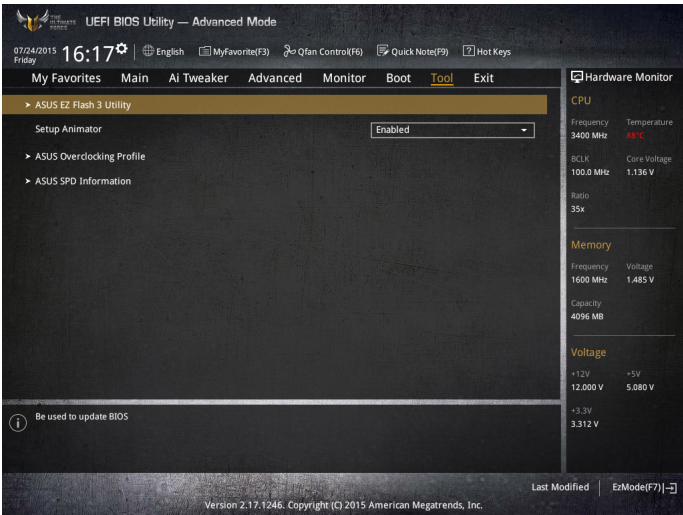 THE ULTIMATE FORCE
UEFI BIOS Utility — Advanced Mode
07/24/2015
Friday
16:17
English
MyFavorite(F3)
Qfan Control(F6)
Quick Note(F9)
? Hot Keys
My Favorites Main Ai Tweaker Advanced Monitor Boot Tool Exit
Hardware Monitor
> ASUS EZ Flash 3 Utility
Setup Animator Enabled
> ASUS Overclocking Profile
> ASUS SPD Information
CPU
Frequency Temperature
3400 MHz 88°C
BCLK Core Voltage
100.0 MHz 1.136 V
Ratio
35x
Memory
Frequency Voltage
1600 MHz 1.485 V
Capacity
4096 MB
Voltage
+12V +5V
12.000 V 5.080 V
+3.3V
3.312 V
i Be used to update BIOS
Last Modified EzMode(F7)
Version 2.17.1246. Copyright (C) 2015 American Megatrends, Inc.